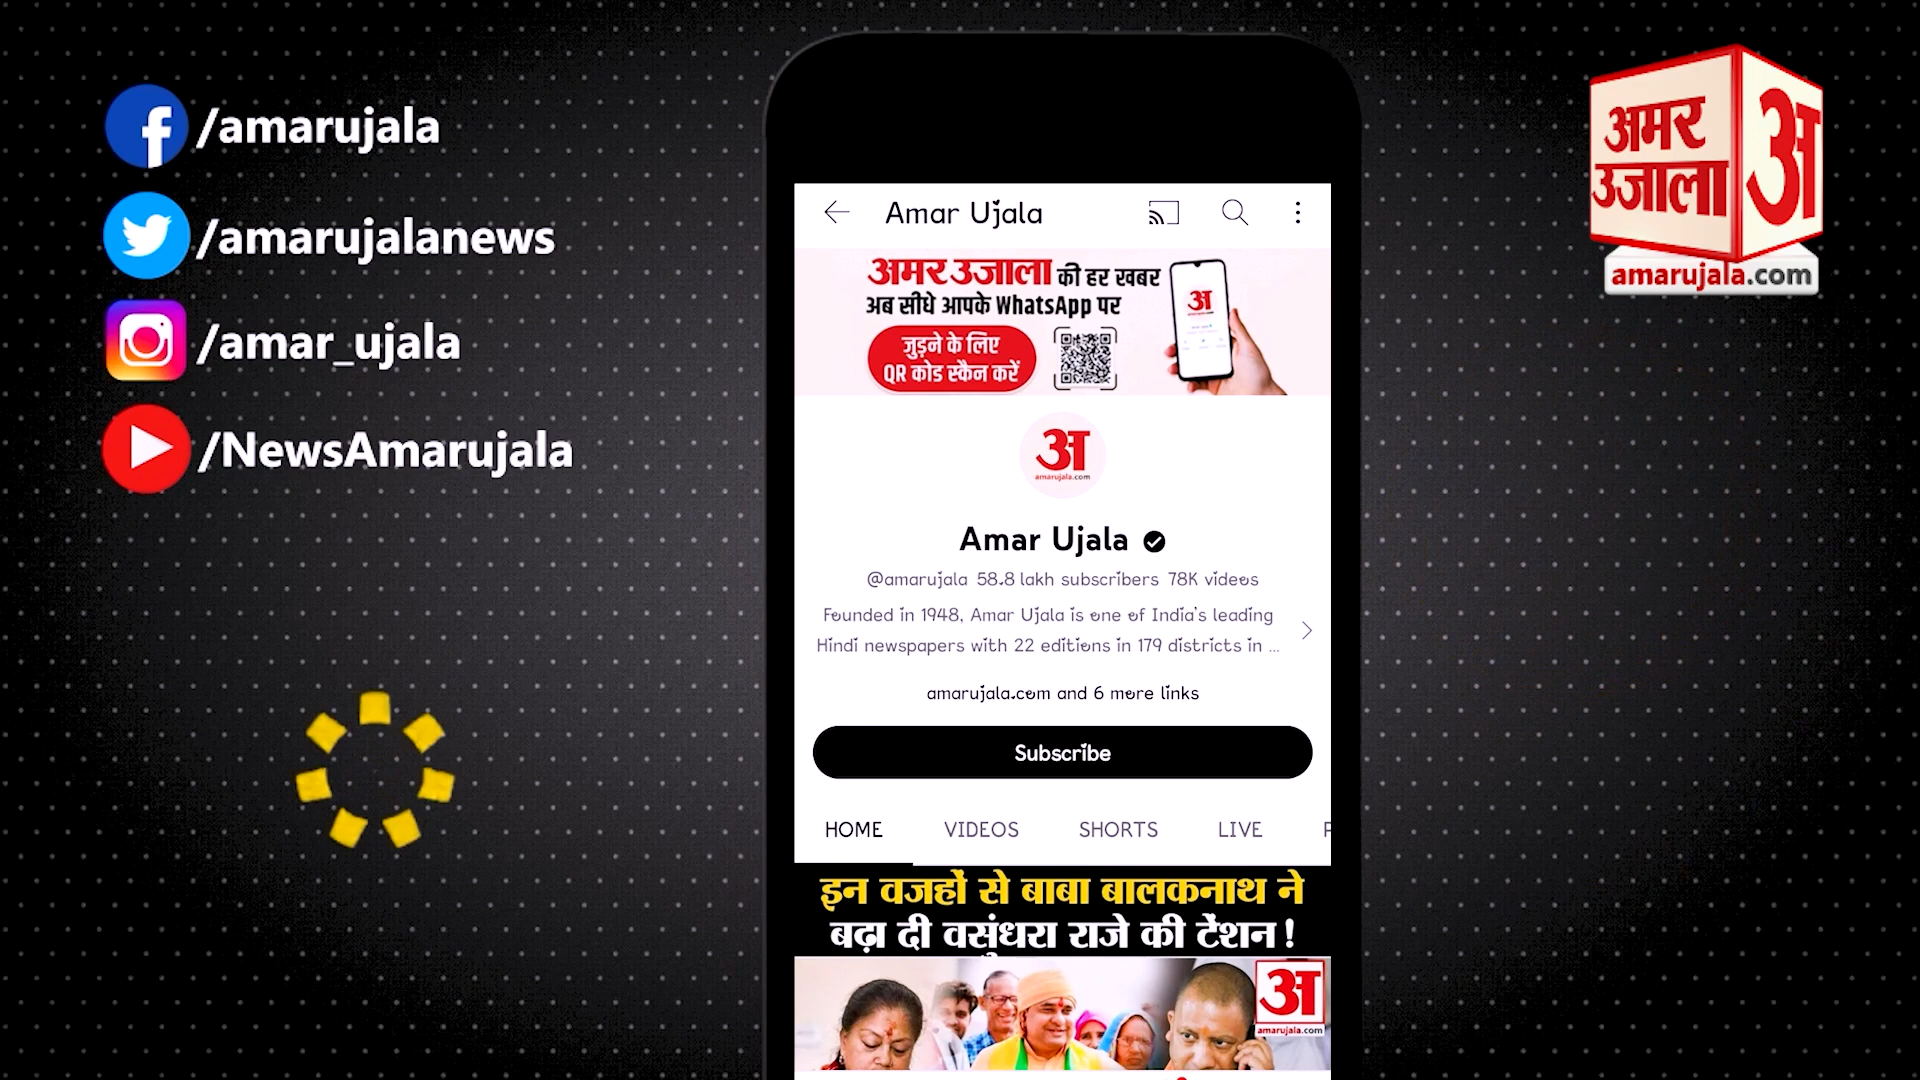 /amarujala
/amarujalanews
/amar_ujala
/NewsAmarujala
अमर
उजाला
अ
amarujala.com
Amar Ujala
अमर उजाला की हर खबर
अब सीधे आपके WhatsApp पर
जुड़ने के लिए
QR कोड स्कैन करें
अ
अ
amarujala.com
Amar Ujala
@amarujala 58.8 lakh subscribers 78K videos
Founded in 1948, Amar Ujala is one of India's leading
Hindi newspapers with 22 editions in 179 districts in ...
amarujala.com and 6 more links
Subscribe
HOME VIDEOS SHORTS LIVE
इन वजहों से बाबा बालकनाथ ने
बढ़ा दी वसुंधरा राजे की टेंशन!
अ
amarujala.com